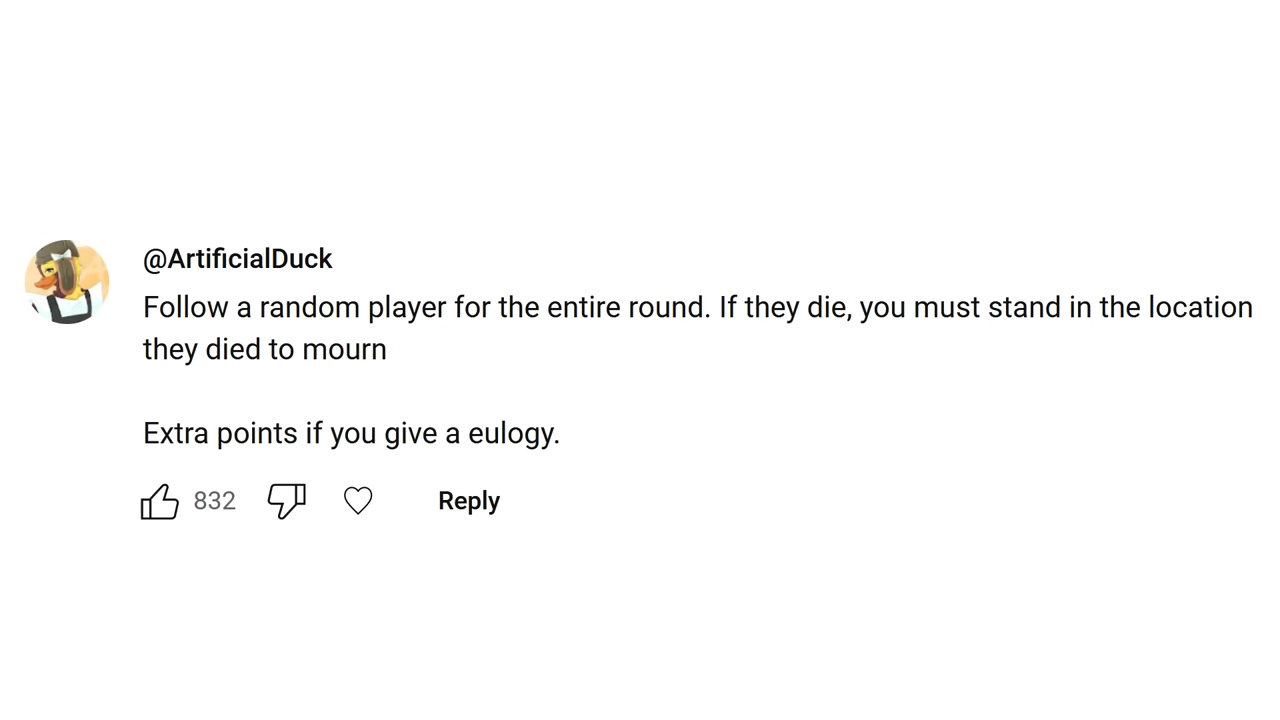 @ArtificialDuck
Follow a random player for the entire round. If they die, you must stand in the location
they died to mourn
Extra points if you give a eulogy.
832 Reply